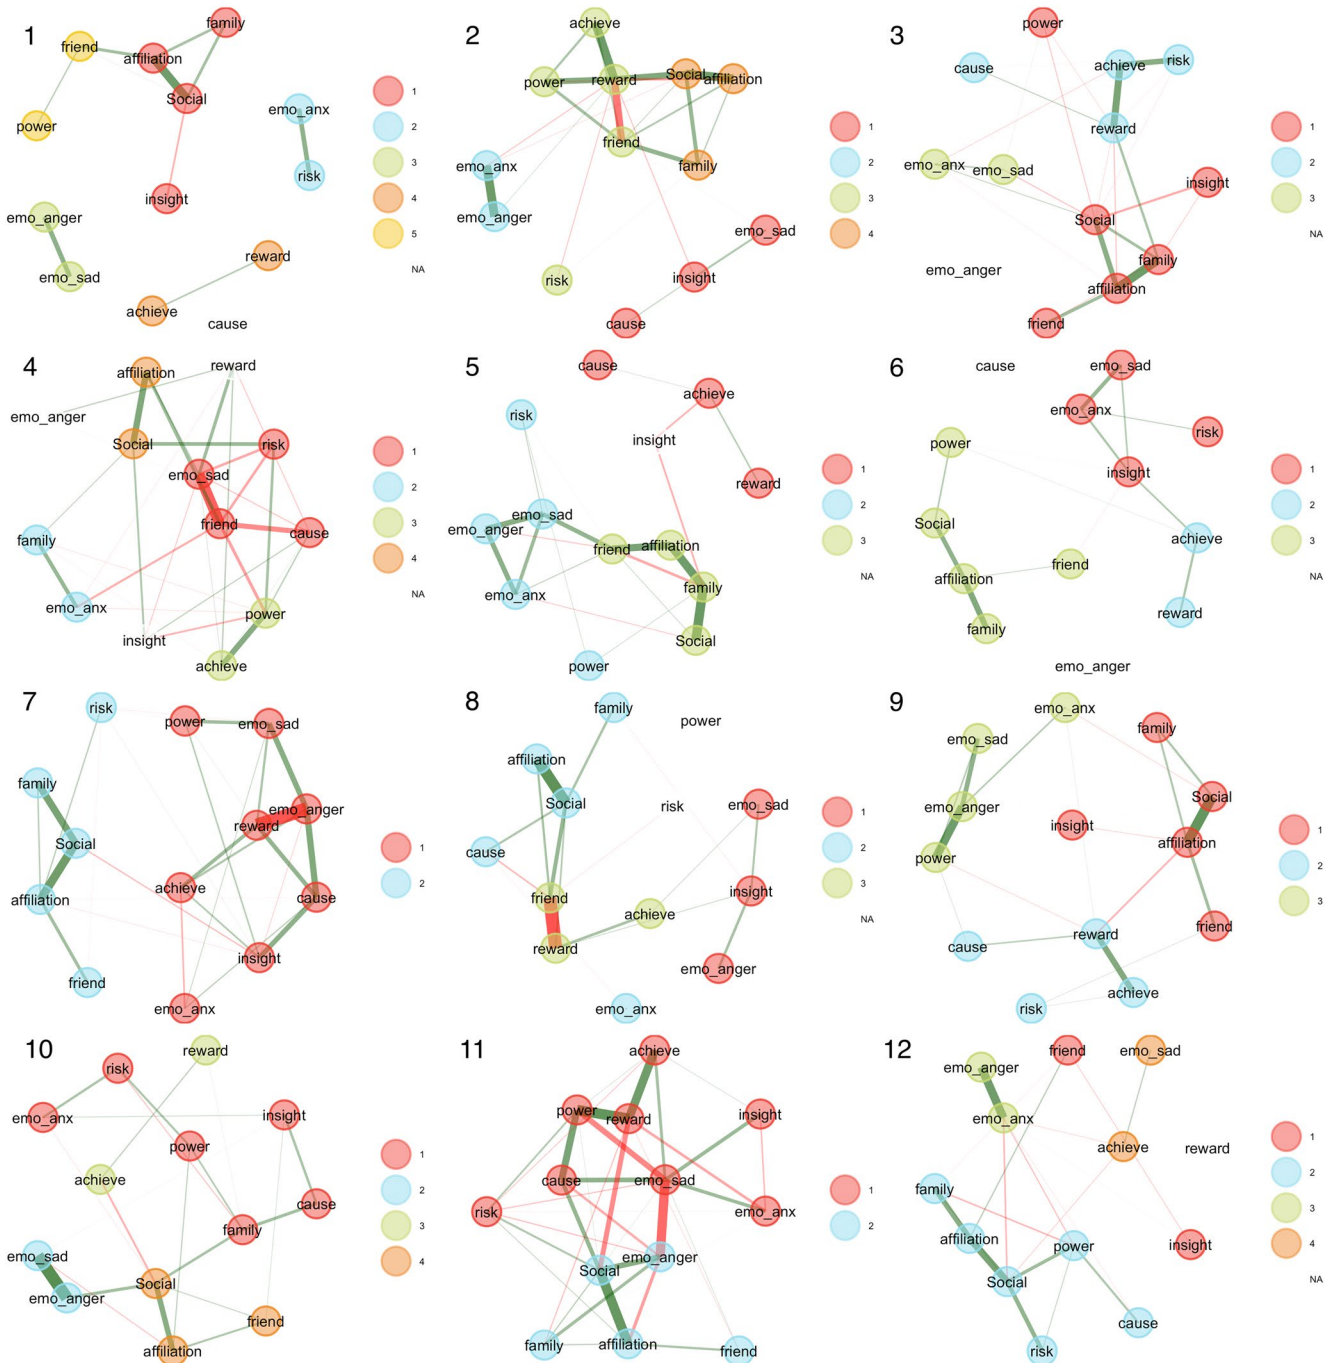 1
family
friend
affiliation
Social
power
insight
emo_anx
risk
emo_anger
emo_sad
reward
achieve
cause
1
2
3
4
5
NA
2
achieve
power
reward
Social
affiliation
friend
family
emo_anx
emo_anger
emo_sad
risk
insight
cause
1
2
3
4
3
power
cause
achieve
risk
reward
emo_anx
emo_sad
insight
Social
family
emo_anger
affiliation
friend
1
2
3
NA
4
affiliation
reward
emo_anger
Social
risk
emo_sad
friend
cause
family
emo_anx
power
insight
achieve
1
2
3
4
NA
5
cause
achieve
risk
insight
reward
emo_sad
emo_anger
friend
affiliation
family
emo_anx
Social
power
1
2
3
NA
6
cause
emo_sad
emo_anx
risk
power
insight
Social
achieve
friend
affiliation
reward
family
emo_anger
1
2
3
NA
7
risk
power
emo_sad
family
emo_anger
reward
Social
achieve
affiliation
cause
insight
friend
emo_anx
1
2
8
family
power
affiliation
Social
risk
emo_sad
cause
friend
insight
achieve
reward
emo_anger
emo_anx
1
2
3
NA
9
emo_anx
emo_sad
family
emo_anger
Social
insight
affiliation
power
cause
reward
friend
achieve
risk
1
2
3
10
reward
risk
emo_anx
insight
power
achieve
cause
family
emo_sad
Social
emo_anger
friend
affiliation
1
2
3
4
11
achieve
power
reward
insight
cause
emo_sad
risk
emo_anx
Social
emo_anger
family
affiliation
friend
1
2
12
emo_anger
friend
emo_sad
emo_anx
achieve
reward
family
affiliation
power
insight
Social
cause
risk
1
2
3
4
NA